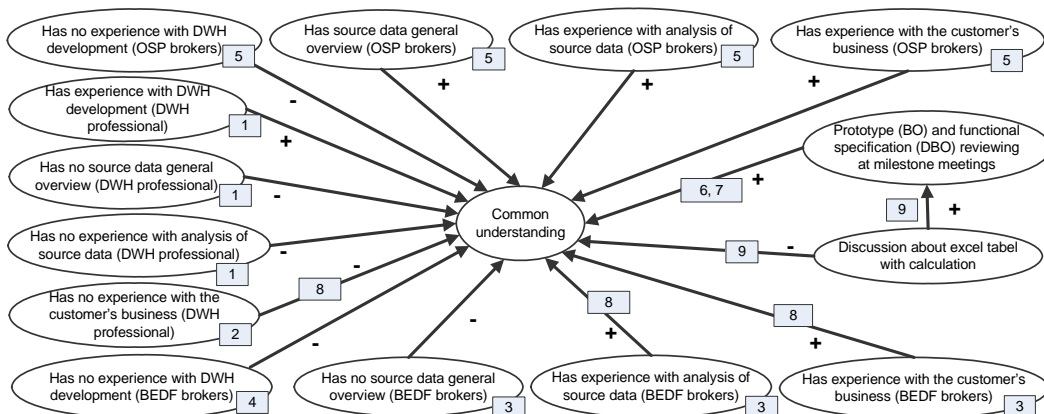 Has no experience with DWH
development (OSP brokers)
5
Has source data general
overview (OSP brokers)
5
Has experience with analysis of
source data (OSP brokers)
5
Has experience with the customer's
business (OSP brokers)
5
-
+
+
+
Has experience with DWH
development (DWH
professional)
1
+
Prototype (BO) and functional
specification (DBO) reviewing
at milestone meetings
6, 7
+
Has no source data general
overview (DWH professional)
1
-
Common
understanding
9
+
Has no experience with analysis of
source data (DWH professional)
1
-
9
-
Discussion about excel tabel
with calculation
Has no experience with the
customer's business (DWH
professional)
2
8
-
8
+
8
+
Has no experience with DWH
development (BEDF brokers)
4
-
Has no source data general
overview (BEDF brokers)
3
-
Has experience with analysis of
source data (BEDF brokers)
3
Has experience with the customer's
business (BEDF brokers)
3